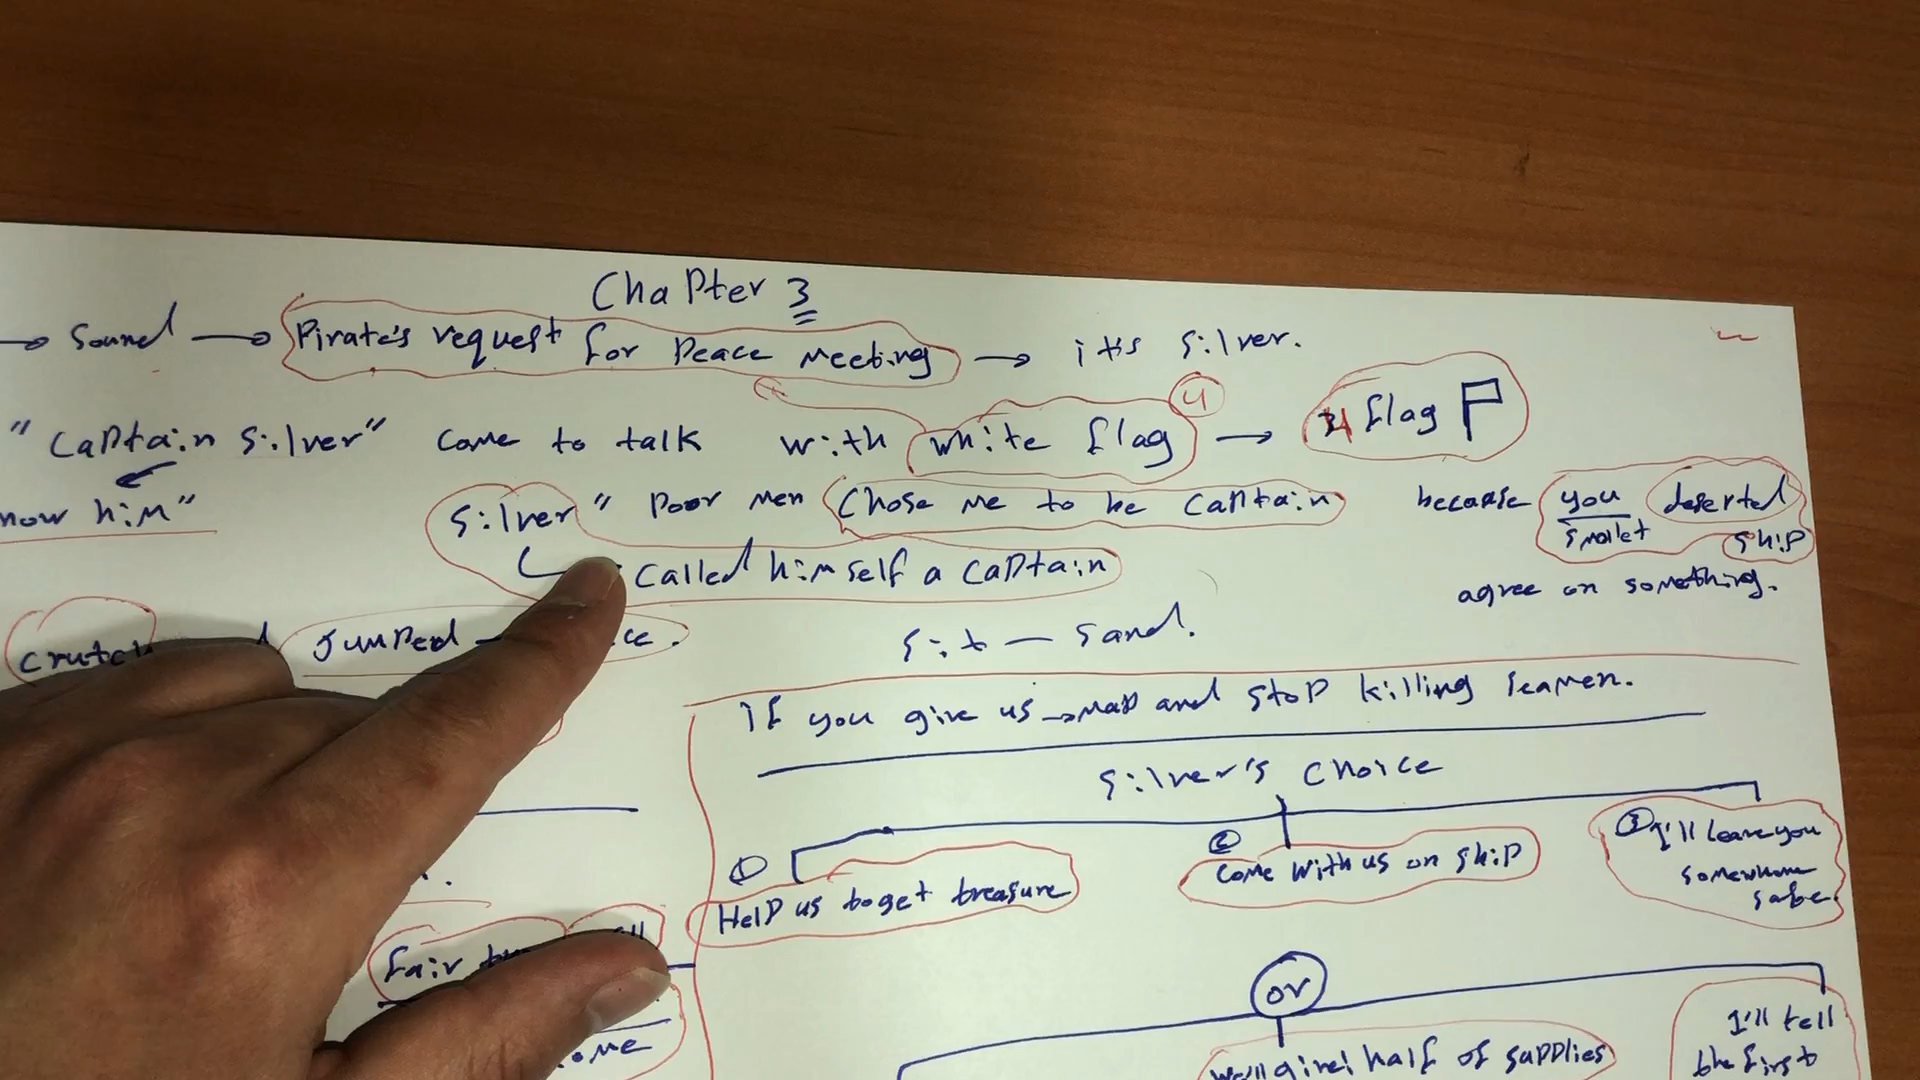 Chapter 3
→ Sound → Pirate's request for peace meeting → it's silver.
"Captain silver" come to talk with white flag → 4 flag
4
now him"
silver" poor men chose me to be captain because you deserted
smollet ship
called himself a captain
agree on something.
crutch jumped
sit — sand.
If you give us → map and stop killing seamen.
silver's choice
① Help us to get treasure
② come with us on ship
③ I'll leave you somewhere safe.
fair
or
half of supplies
I'll tell
the first